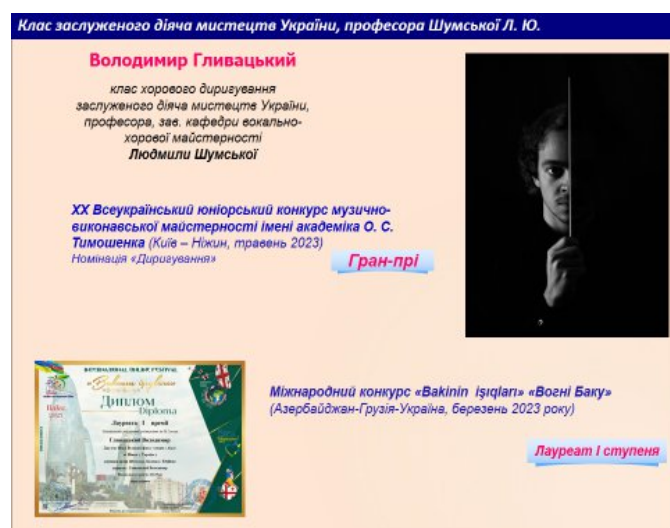 Клас заслуженого діяча мистецтв України, професора Шумської Л. Ю.
Володимир Гливацький
клас хорового диригування
заслуженого діяча мистецтв України,
професора, зав. кафедри вокально-
хорової майстерності
Людмили Шумської
ХХ Всеукраїнський юніорський конкурс музично-
виконавської майстерності імені академіка О. С.
Тимошенка (Київ – Ніжин, травень 2023)
Номінація «Диригування»
Гран-прі
ДИПЛОМ
Diploma
Міжнародний конкурс «Bakinin işıqları» «Вогні Баку»
(Азербайджан-Грузія-Україна, березень 2023 року)
Лауреат І ступеня